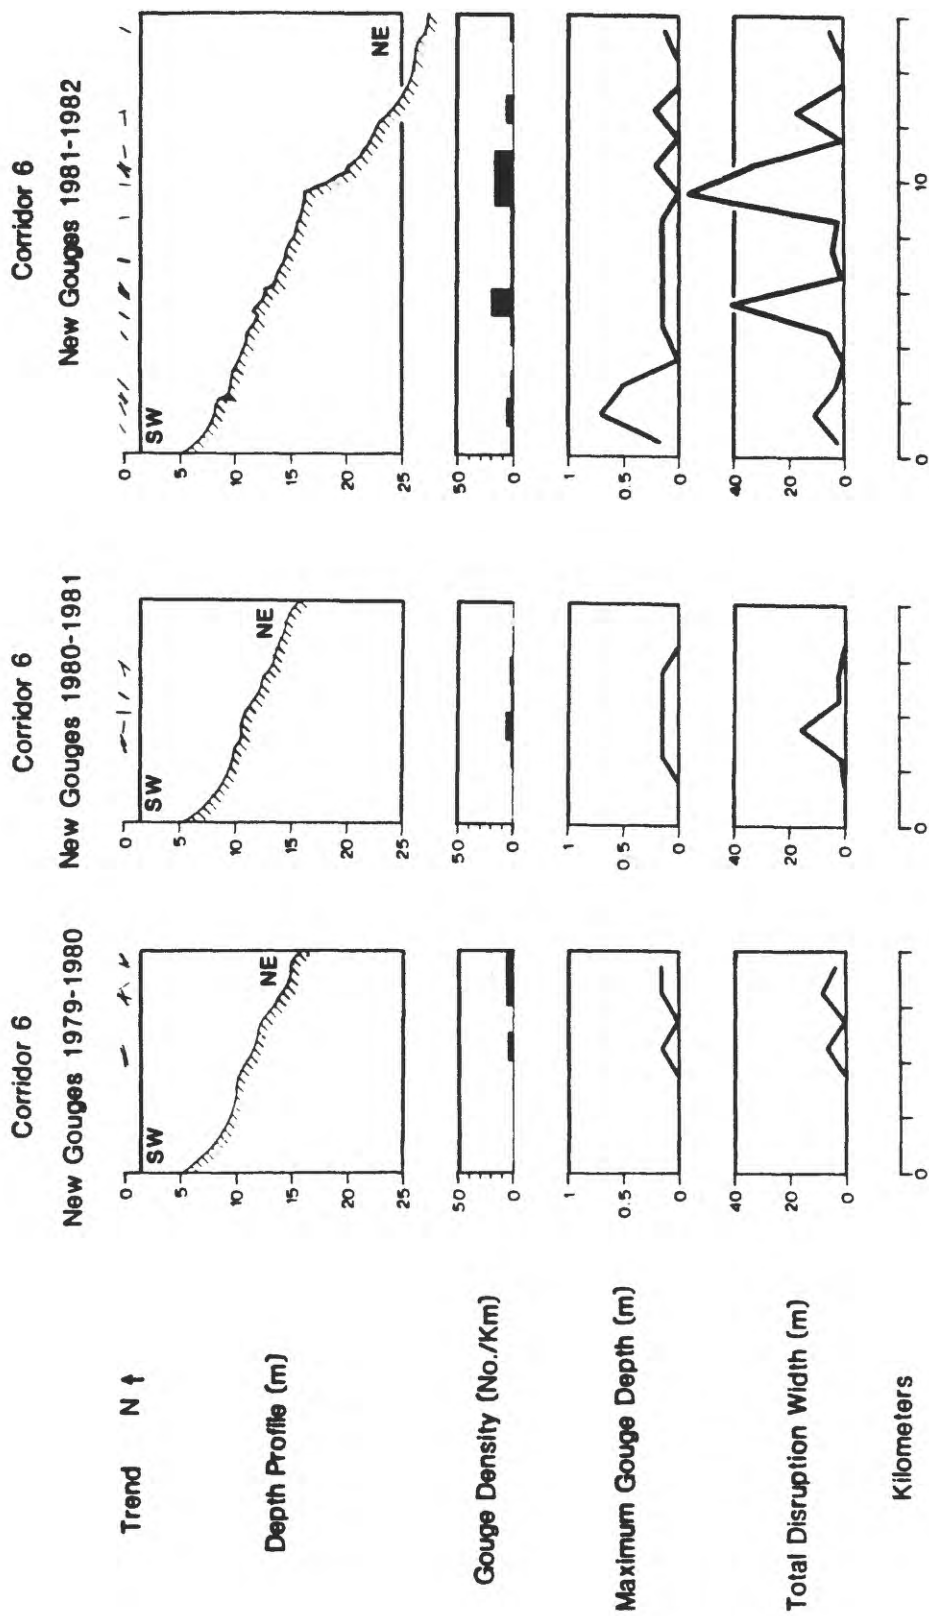 Corridor 6
New Gouges 1979-1980
Corridor 6
New Gouges 1980-1981
Corridor 6
New Gouges 1981-1982
Trend N
0
0
0
Depth Profile (m)
5
10
15
20
25
SW
NE
5
10
15
20
25
SW
NE
5
10
15
20
25
SW
NE
Gouge Density (No./Km)
50
0
50
0
50
0
Maximum Gouge Depth (m)
1
0.5
0
1
0.5
0
1
0.5
0
Total Disruption Width (m)
40
20
0
40
20
0
40
20
0
Kilometers
0
0
0
10